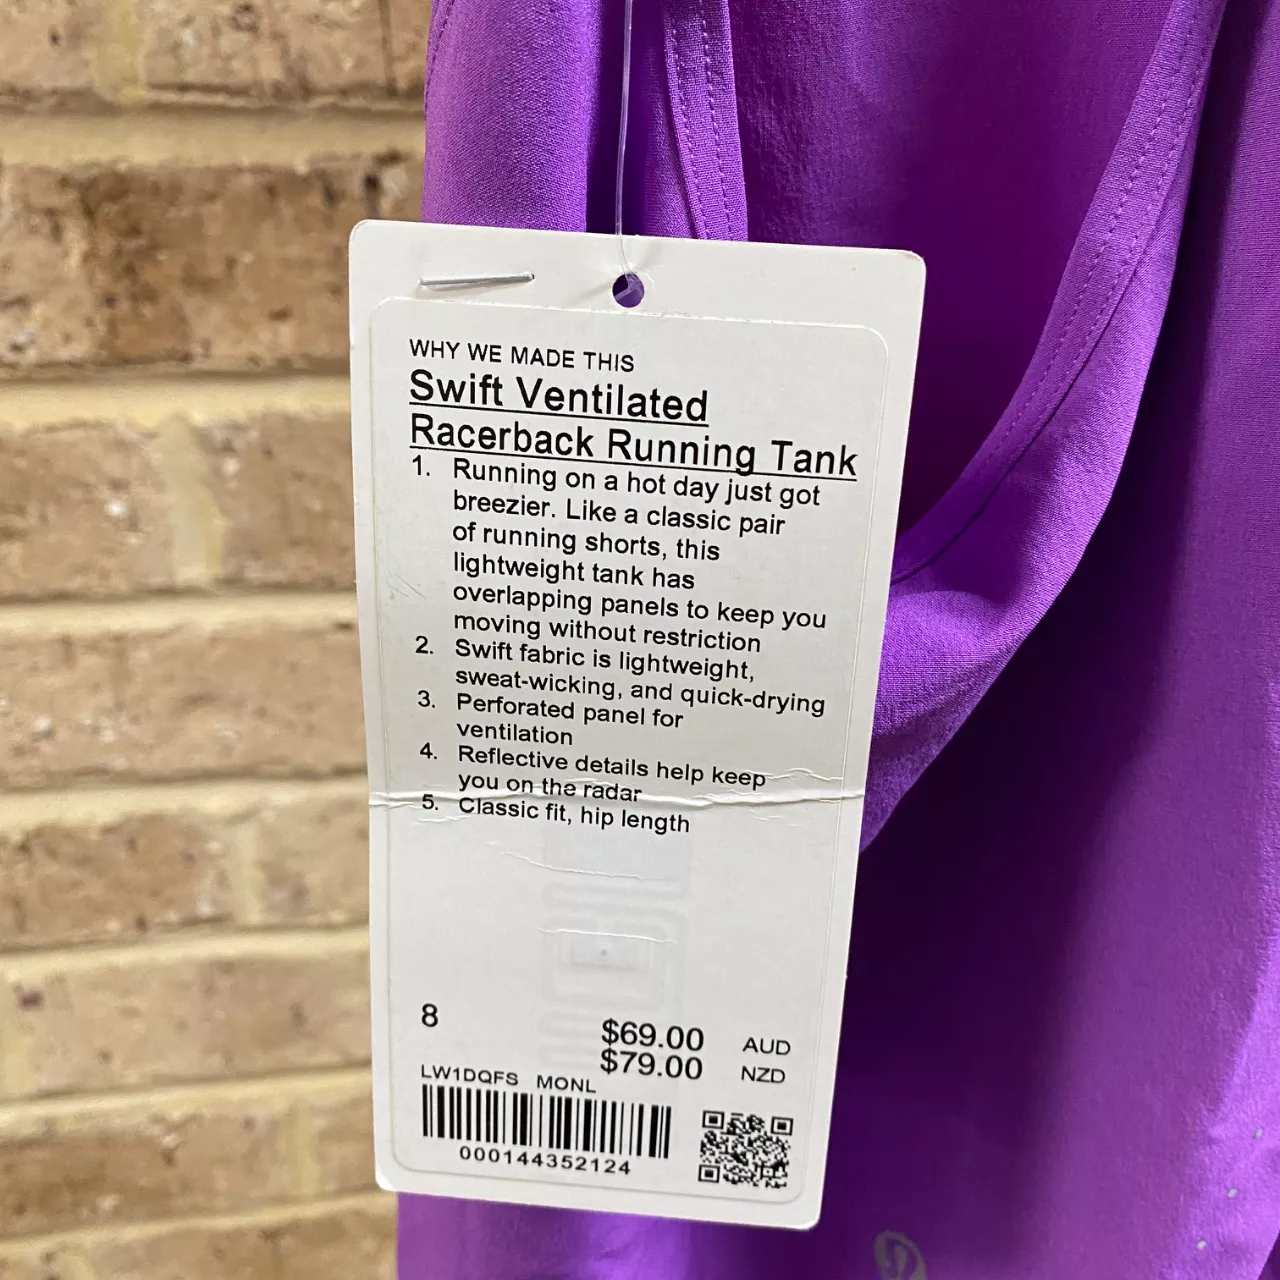 WHY WE MADE THIS
Swift Ventilated
Racerback Running Tank
1. Running on a hot day just got
breezier. Like a classic pair
of running shorts, this
lightweight tank has
overlapping panels to keep you
moving without restriction
2. Swift fabric is lightweight,
sweat-wicking, and quick-drying
3. Perforated panel for
ventilation
4. Reflective details help keep
you on the radar
5. Classic fit, hip length
8
$69.00 AUD
$79.00 NZD
LW1DQFS MONL
000144352124